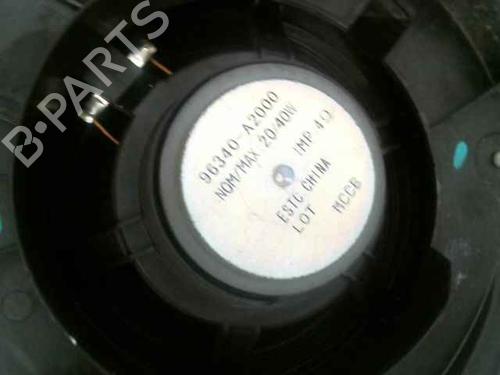 96340-A2000
NOM/MAX 20/40W
IMP 4Ω
ESTC CHINA
LOT MCCB
B-PARTS